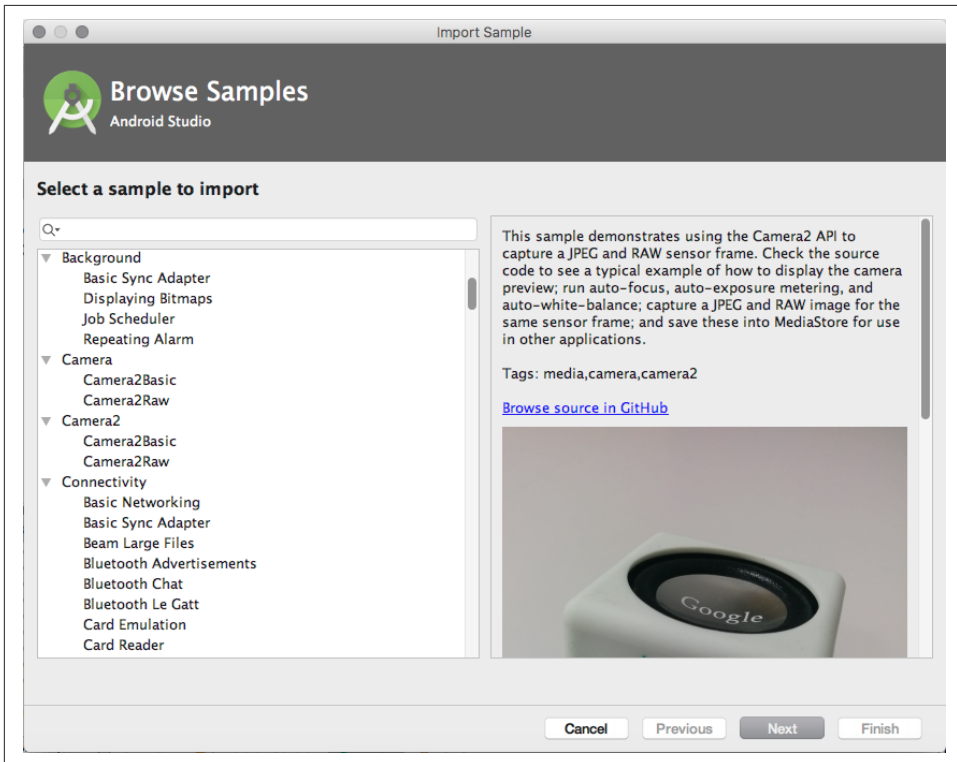 Import Sample
Browse Samples
Android Studio
Select a sample to import
Background
Basic Sync Adapter
Displaying Bitmaps
Job Scheduler
Repeating Alarm
Camera
Camera2Basic
Camera2Raw
Camera2
Camera2Basic
Camera2Raw
Connectivity
Basic Networking
Basic Sync Adapter
Beam Large Files
Bluetooth Advertisements
Bluetooth Chat
Bluetooth Le Gatt
Card Emulation
Card Reader
This sample demonstrates using the Camera2 API to
capture a JPEG and RAW sensor frame. Check the source
code to see a typical example of how to display the camera
preview; run auto-focus, auto-exposure metering, and
auto-white-balance; capture a JPEG and RAW image for the
same sensor frame; and save these into MediaStore for use
in other applications.
Tags: media,camera,camera2
Browse source in GitHub
Google
Cancel
Previous
Next
Finish